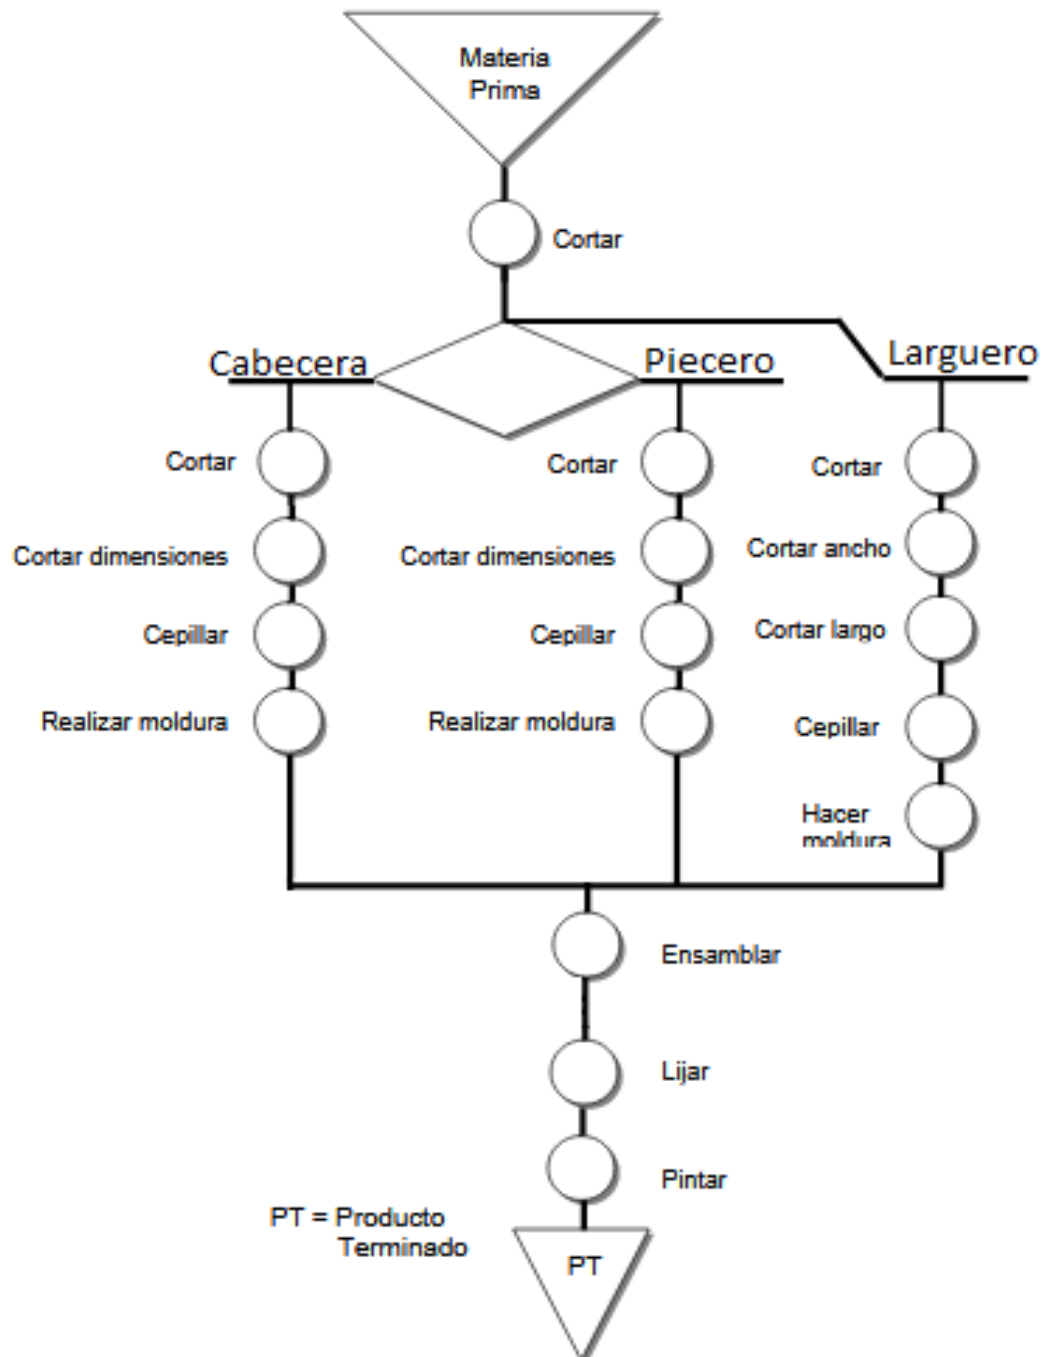 Materia
Prima
Cortar
Cabecera
Piecero
Larguero
Cortar
Cortar dimensiones
Cepillar
Realizar moldura
Cortar
Cortar dimensiones
Cepillar
Realizar moldura
Cortar
Cortar ancho
Cortar largo
Cepillar
Hacer
moldura
Ensamblar
Lijar
Pintar
PT = Producto
Terminado
PT